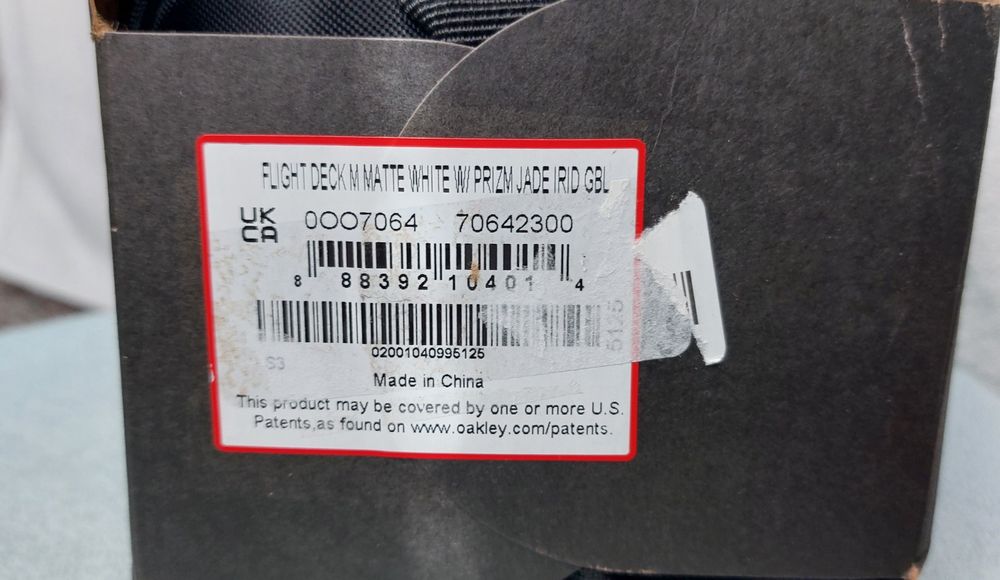 FLIGHT DECK M MATTE WHITE W/ PRIZM JADE IRID GBL
UK
CA
0OO7064 70642300
8 88392 10401 4
5125
S3
02001040995125
Made in China
This product may be covered by one or more U.S.
Patents,as found on www.oakley.com/patents.